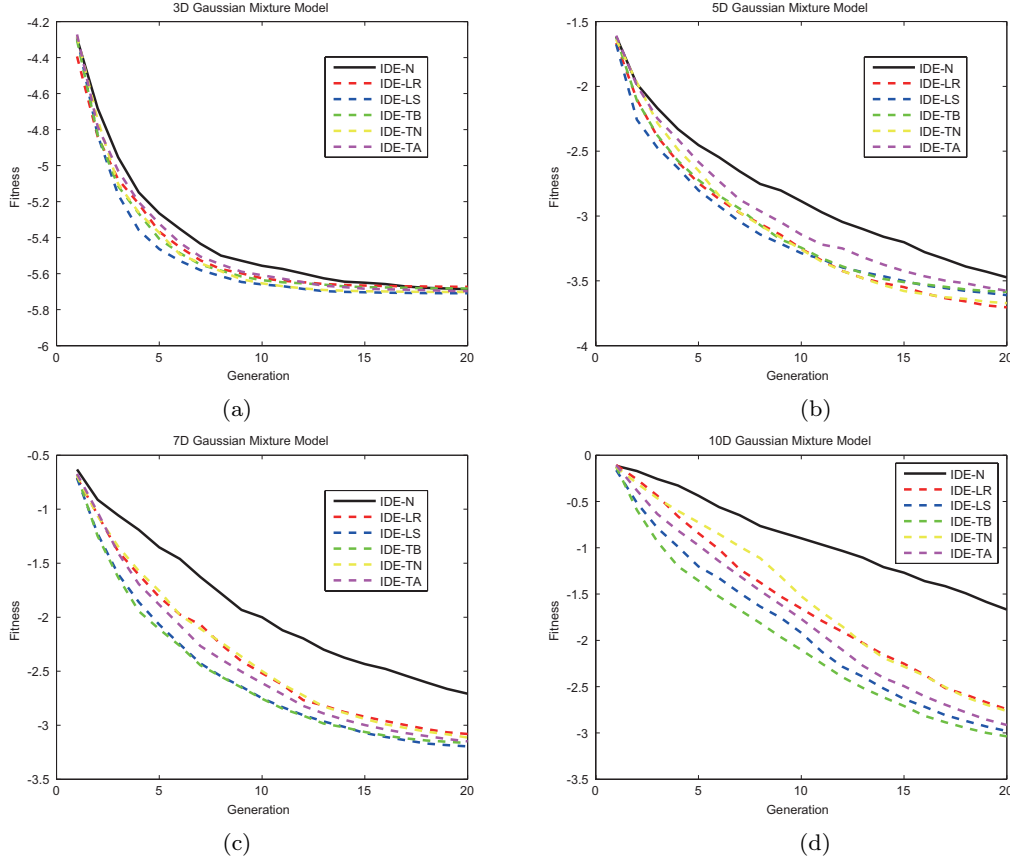 3D Gaussian Mixture Model
-4.2
-4.4
-4.6
-4.8
-5
-5.2
-5.4
-5.6
-5.8
-6
Fitness
IDE-N
IDE-LR
IDE-LS
IDE-TB
IDE-TN
IDE-TA
0 5 10 15 20
Generation
(a)
5D Gaussian Mixture Model
-1.5
-2
-2.5
-3
-3.5
-4
Fitness
IDE-N
IDE-LR
IDE-LS
IDE-TB
IDE-TN
IDE-TA
0 5 10 15 20
Generation
(b)
7D Gaussian Mixture Model
-0.5
-1
-1.5
-2
-2.5
-3
-3.5
Fitness
IDE-N
IDE-LR
IDE-LS
IDE-TB
IDE-TN
IDE-TA
0 5 10 15 20
Generation
(c)
10D Gaussian Mixture Model
0
-0.5
-1
-1.5
-2
-2.5
-3
-3.5
Fitness
IDE-N
IDE-LR
IDE-LS
IDE-TB
IDE-TN
IDE-TA
0 5 10 15 20
Generation
(d)